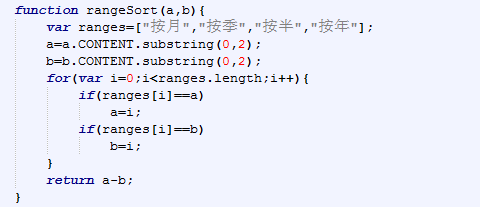 function rangeSort(a,b){
    var ranges=["按月","按季","按半","按年"];
    a=a.CONTENT.substring(0,2);
    b=b.CONTENT.substring(0,2);
    for(var i=0;i<ranges.length;i++){
        if(ranges[i]==a)
            a=i;
        if(ranges[i]==b)
            b=i;
    }
    return a-b;
}